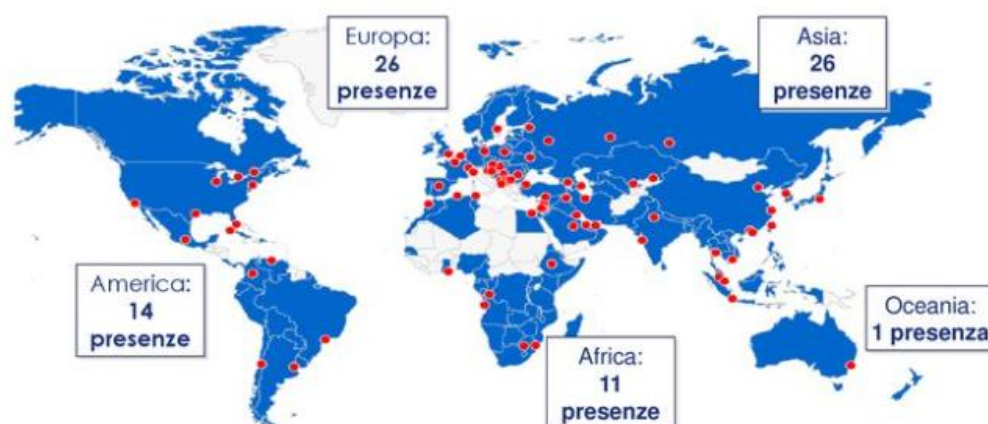 Europa:
26
presenze
Asia:
26
presenze
America:
14
presenze
Africa:
11
presenze
Oceania:
1 presenza